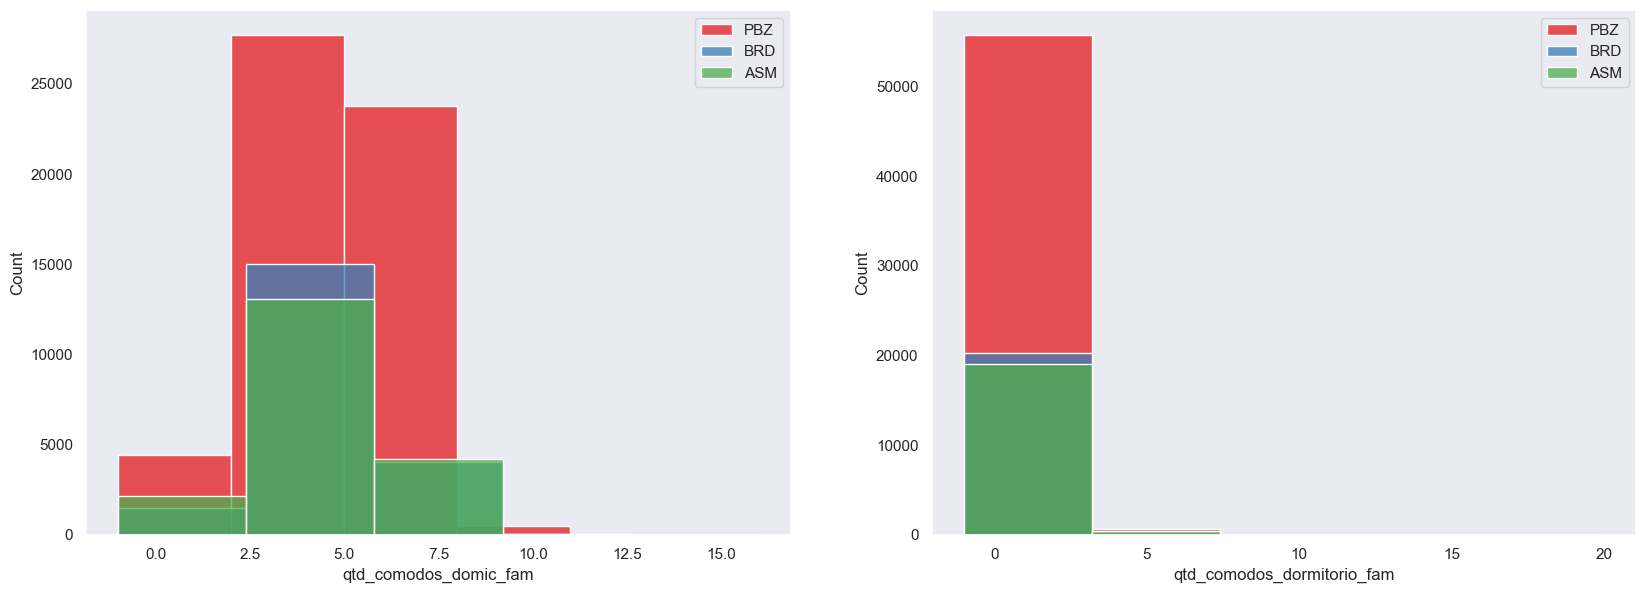 PBZ
BRD
ASM
25000
20000
15000
10000
5000
0
Count
0.0 2.5 5.0 7.5 10.0 12.5 15.0
qtd_comodos_domic_fam
PBZ
BRD
ASM
50000
40000
30000
20000
10000
0
Count
0 5 10 15 20
qtd_comodos_dormitorio_fam